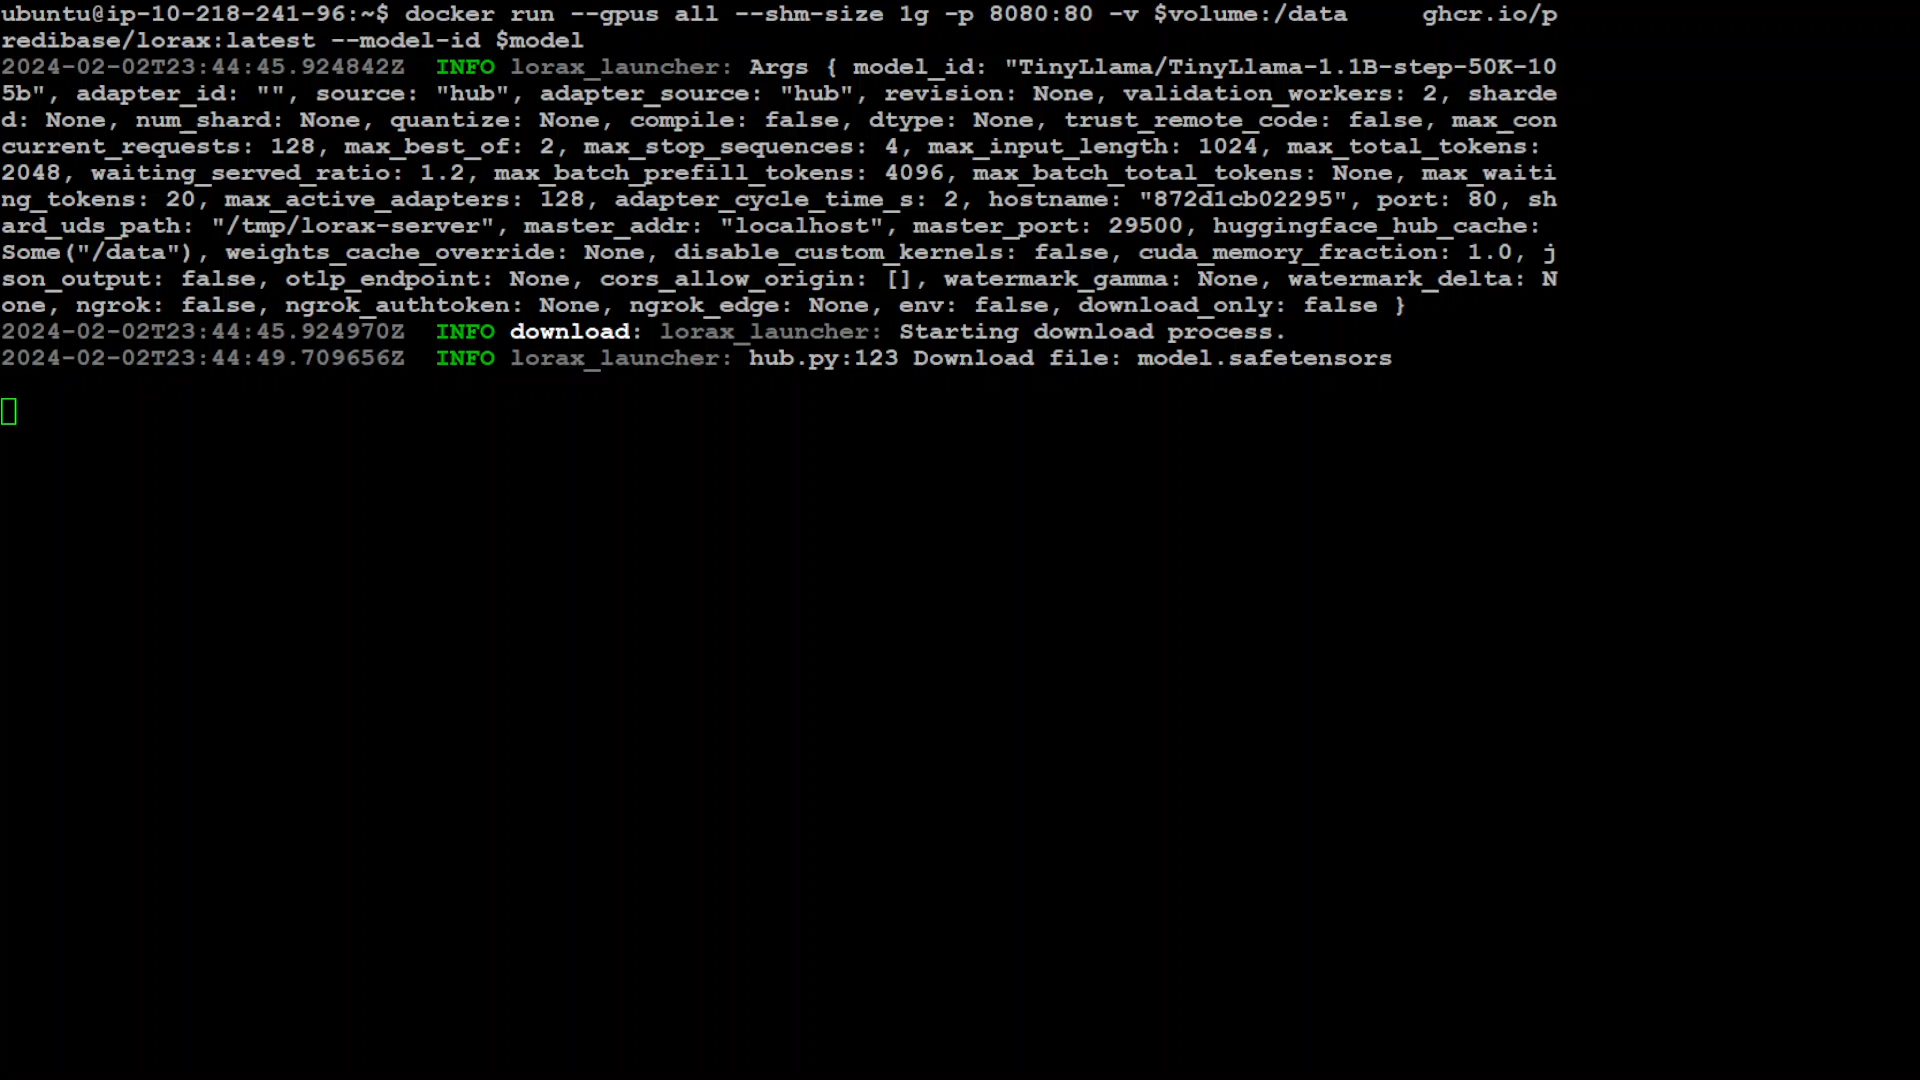 ubuntu@ip-10-218-241-96:~$ docker run --gpus all --shm-size 1g -p 8080:80 -v $volume:/data     ghcr.io/p
redibase/lorax:latest --model-id $model
2024-02-02T23:44:45.924842Z  INFO lorax_launcher: Args { model_id: "TinyLlama/TinyLlama-1.1B-step-50K-10
5b", adapter_id: "", source: "hub", adapter_source: "hub", revision: None, validation_workers: 2, sharde
d: None, num_shard: None, quantize: None, compile: false, dtype: None, trust_remote_code: false, max_con
current_requests: 128, max_best_of: 2, max_stop_sequences: 4, max_input_length: 1024, max_total_tokens:
2048, waiting_served_ratio: 1.2, max_batch_prefill_tokens: 4096, max_batch_total_tokens: None, max_waiti
ng_tokens: 20, max_active_adapters: 128, adapter_cycle_time_s: 2, hostname: "872d1cb02295", port: 80, sh
ard_uds_path: "/tmp/lorax-server", master_addr: "localhost", master_port: 29500, huggingface_hub_cache:
Some("/data"), weights_cache_override: None, disable_custom_kernels: false, cuda_memory_fraction: 1.0, j
son_output: false, otlp_endpoint: None, cors_allow_origin: [], watermark_gamma: None, watermark_delta: N
one, ngrok: false, ngrok_authtoken: None, ngrok_edge: None, env: false, download_only: false }
2024-02-02T23:44:45.924970Z  INFO download: lorax_launcher: Starting download process.
2024-02-02T23:44:49.709656Z  INFO lorax_launcher: hub.py:123 Download file: model.safetensors